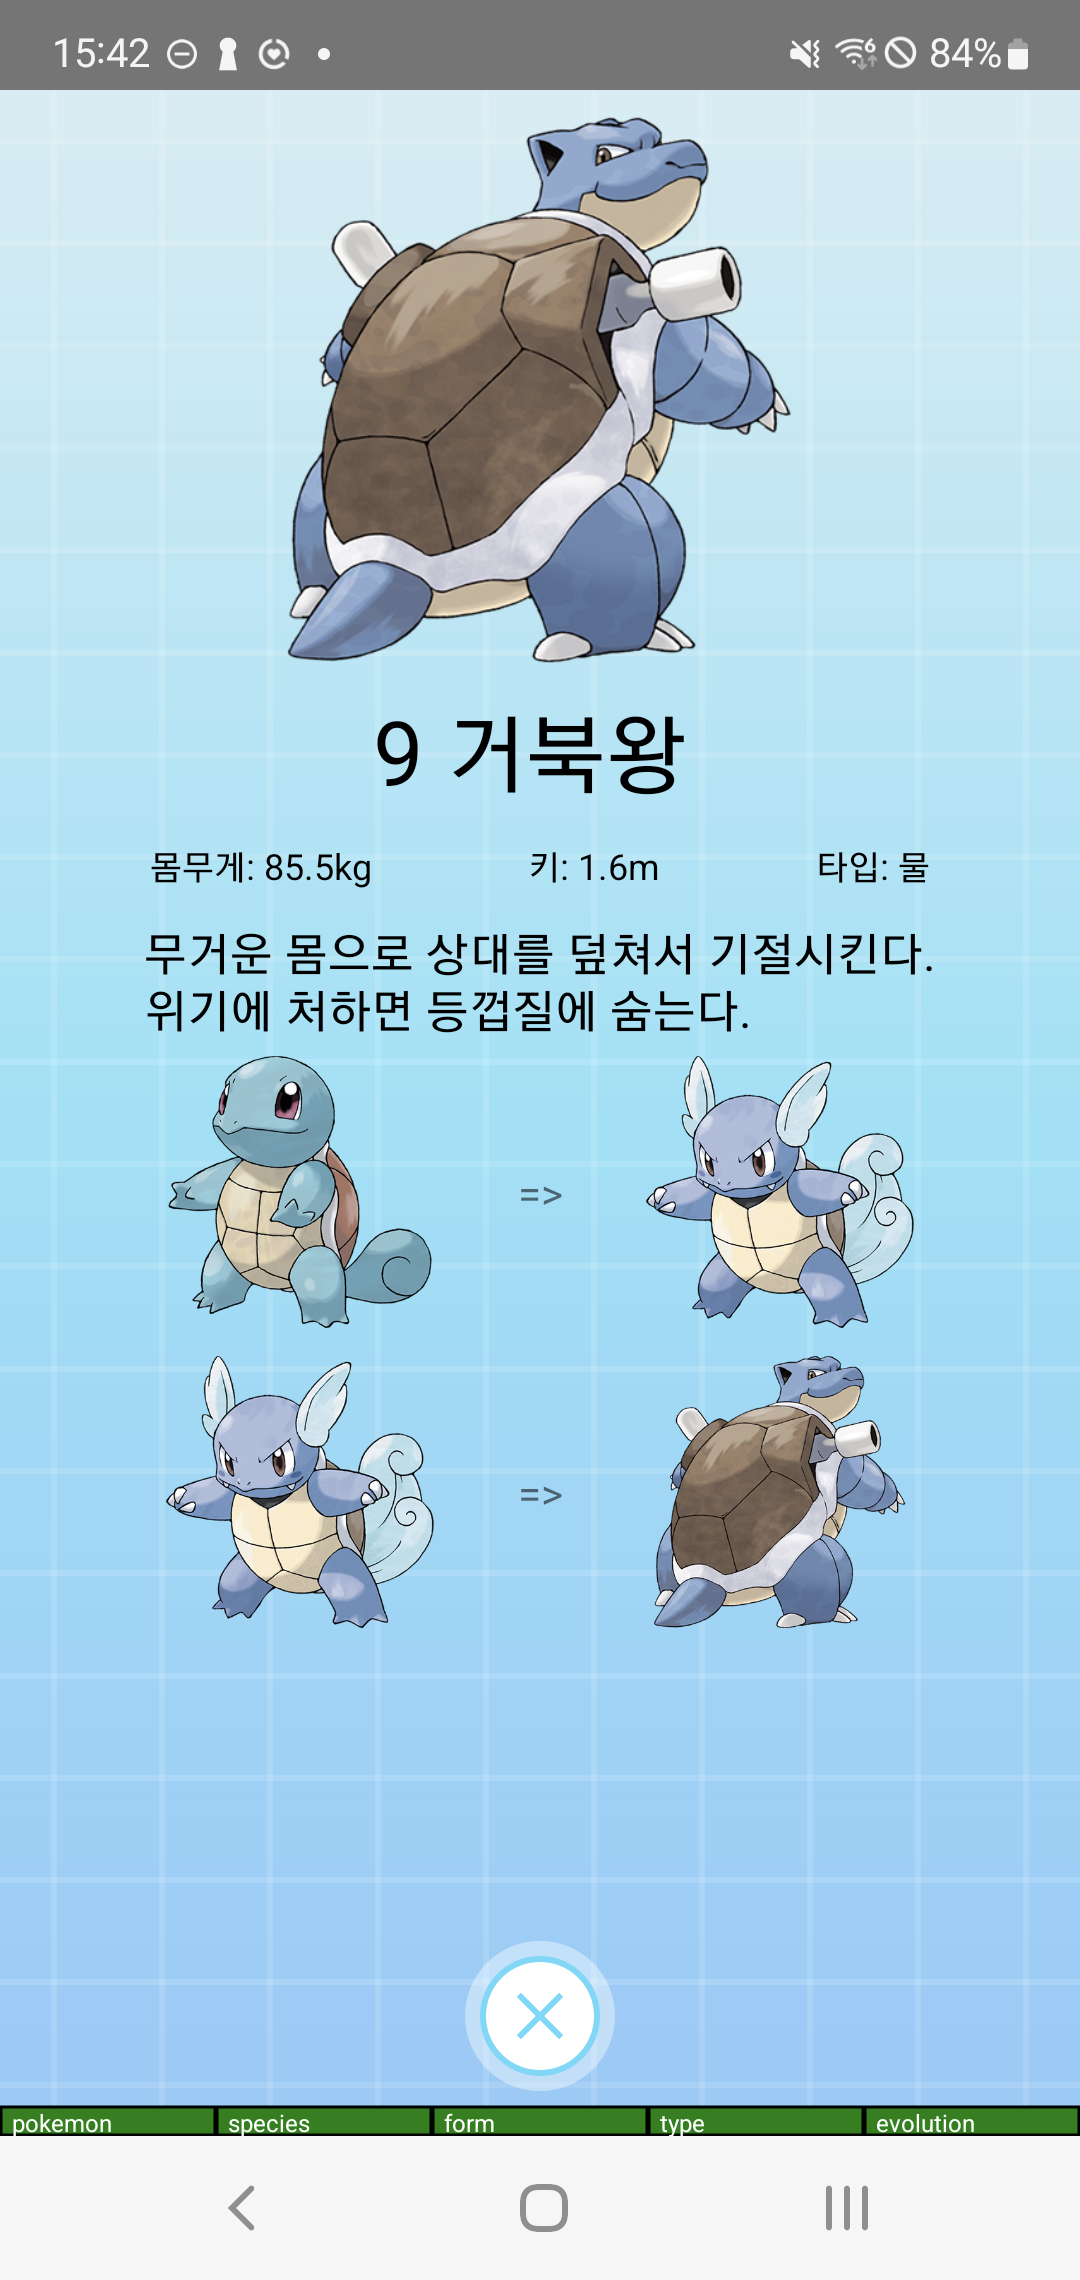 15:42
84%
9 거북왕
몸무게: 85.5kg 키: 1.6m 타입: 물
무거운 몸으로 상대를 덮쳐서 기절시킨다.
위기에 처하면 등껍질에 숨는다.
=>
=>
pokemon species form type evolution